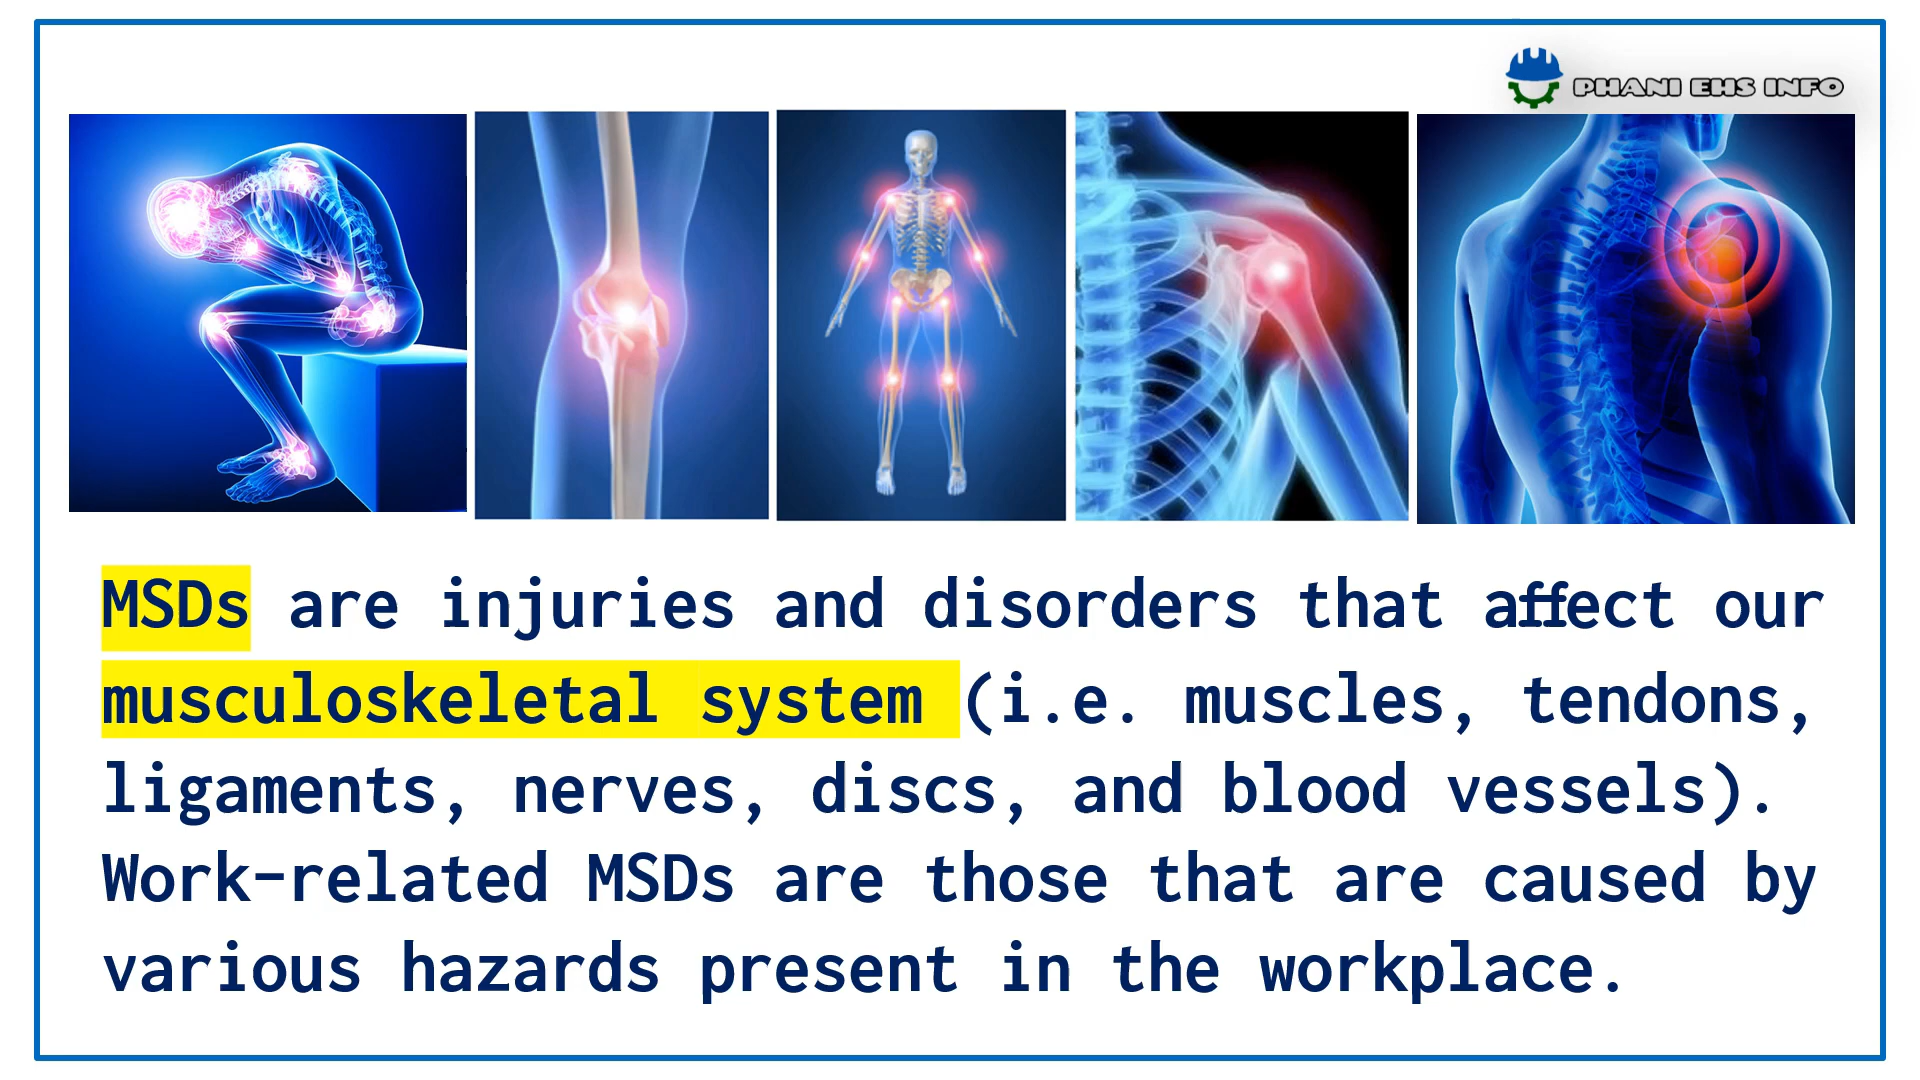 PHANI EHS INFO
MSDs are injuries and disorders that affect our
musculoskeletal system (i.e. muscles, tendons,
ligaments, nerves, discs, and blood vessels).
Work-related MSDs are those that are caused by
various hazards present in the workplace.